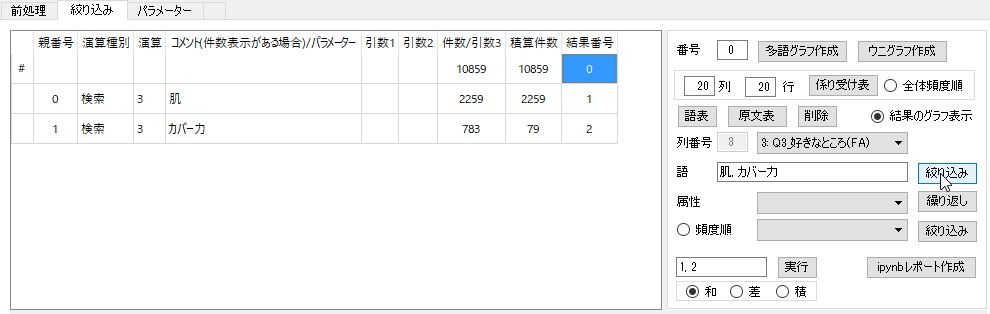 前処理 絞り込み パラメーター
親番号 演算種別 演算 コメント(件数表示がある場合)/パラメーター 引数1 引数2 件数/引数3 積算件数 結果番号
# 10859 10859 0
0 検索 3 肌 2259 2259 1
1 検索 3 カバー力 783 79 2
番号 0 多語グラフ作成 ウニグラフ作成
20 列 20 行 係り受け表 全体頻度順
語表 原文表 削除 結果のグラフ表示
列番号 3 3: Q3_好きなところ(FA)
語 肌, カバー力 絞り込み
属性 繰り返し
頻度順 絞り込み
1, 2 実行 ipynbレポート作成
和 差 積